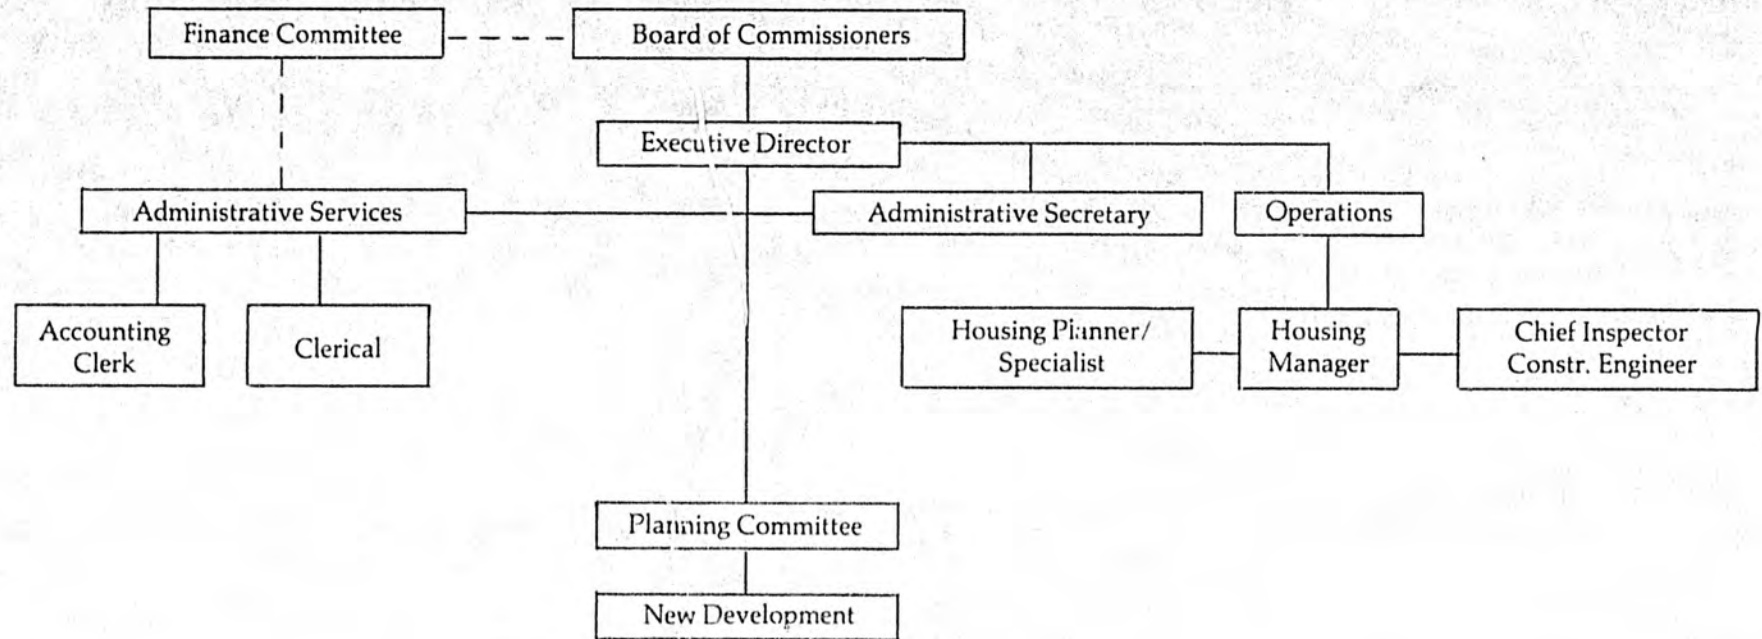 Finance Committee
Board of Commissioners
Executive Director
Administrative Services
Administrative Secretary
Operations
Accounting
Clerk
Clerical
Housing Planner/
Specialist
Housing
Manager
Chief Inspector
Constr. Engineer
Planning Committee
New Development